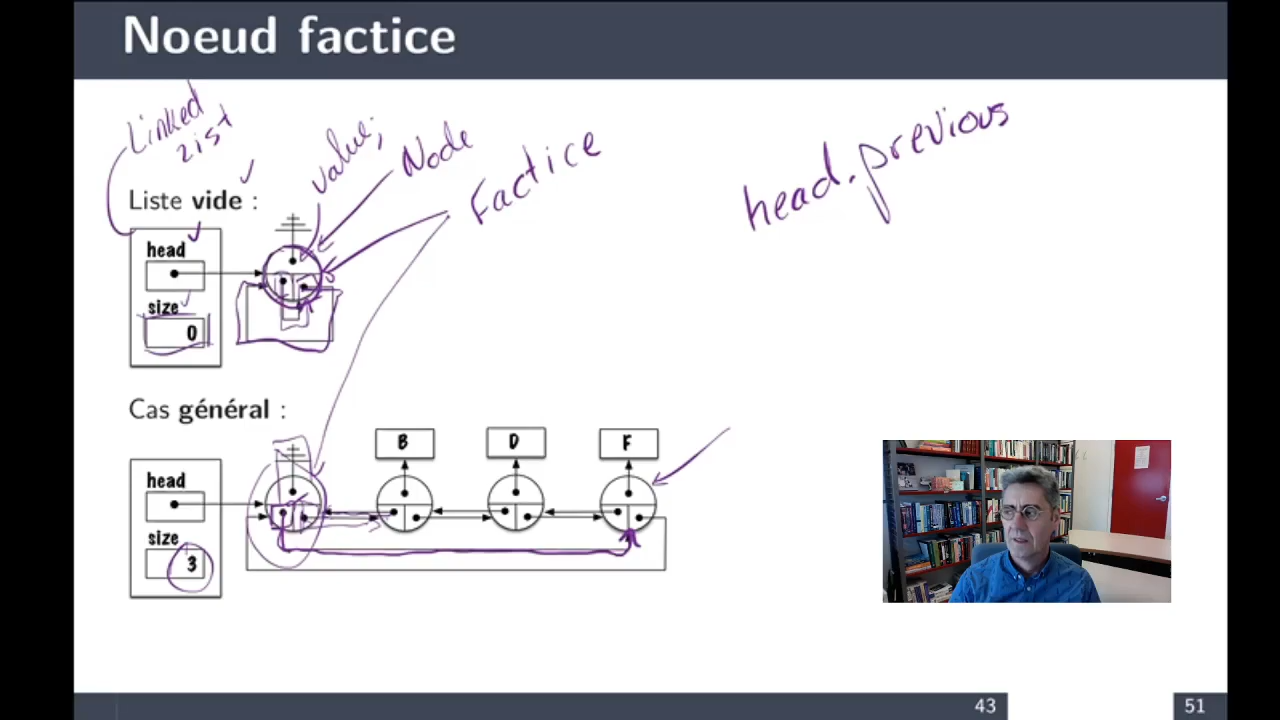 Noeud factice
Linked
List
value;
Node
Factice
head.previous
Liste vide :
head
size
0
Cas général :
head
size
3
B
D
F
43
51